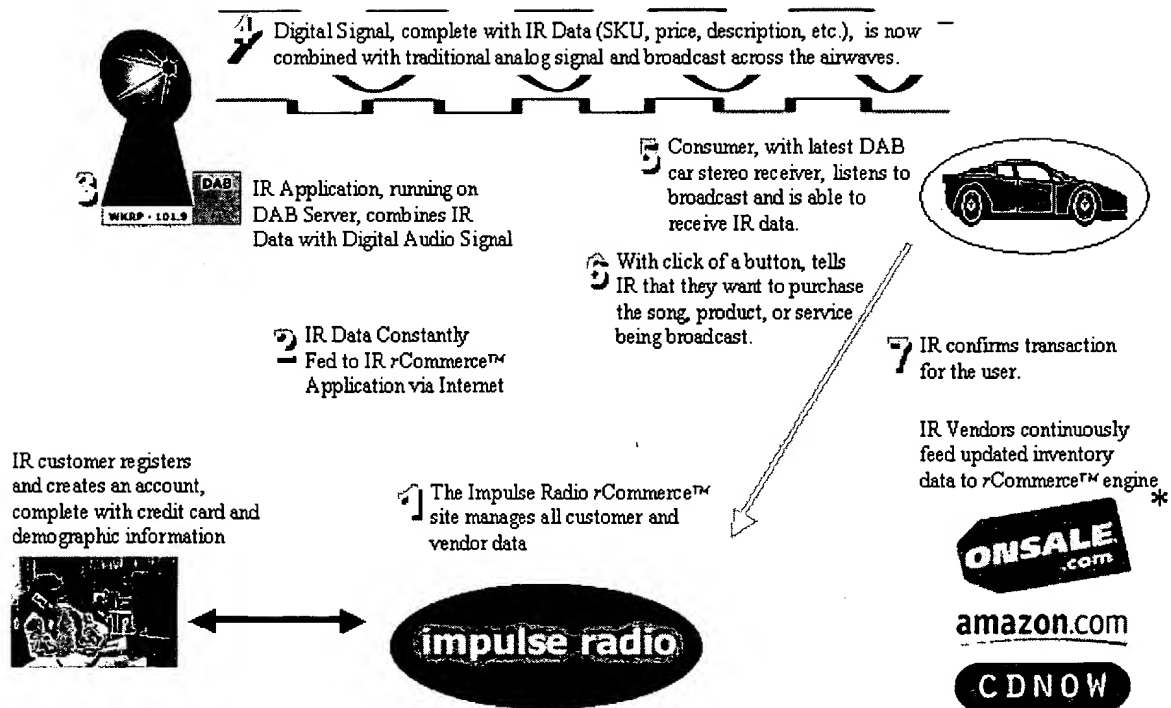 4 Digital Signal, complete with IR Data (SKU, price, description, etc.), is now
combined with traditional analog signal and broadcast across the airwaves.
3
DAB
WKRP · 101.9
IR Application, running on
DAB Server, combines IR
Data with Digital Audio Signal
5 Consumer, with latest DAB
car stereo receiver, listens to
broadcast and is able to
receive IR data.
6 With click of a button, tells
IR that they want to purchase
the song, product, or service
being broadcast.
2 IR Data Constantly
Fed to IR rCommerce™
Application via Internet
7 IR confirms transaction
for the user.
IR Vendors continuously
feed updated inventory
data to rCommerce™ engine
*
IR customer registers
and creates an account,
complete with credit card and
demographic information
1 The Impulse Radio rCommerce™
site manages all customer and
vendor data
impulse radio
ONSALE
.com
amazon.com
CDNOW